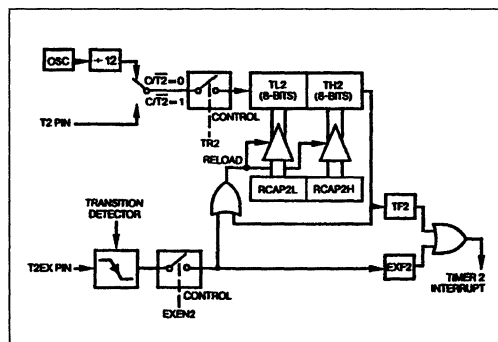 OSC
÷ 12
C/T2=0
C/T2=1
T2 PIN
CONTROL
TR2
TL2
(8-BITS)
TH2
(8-BITS)
RELOAD
RCAP2L
RCAP2H
TRANSITION
DETECTOR
T2EX PIN
CONTROL
EXEN2
TF2
EXF2
TIMER 2
INTERRUPT